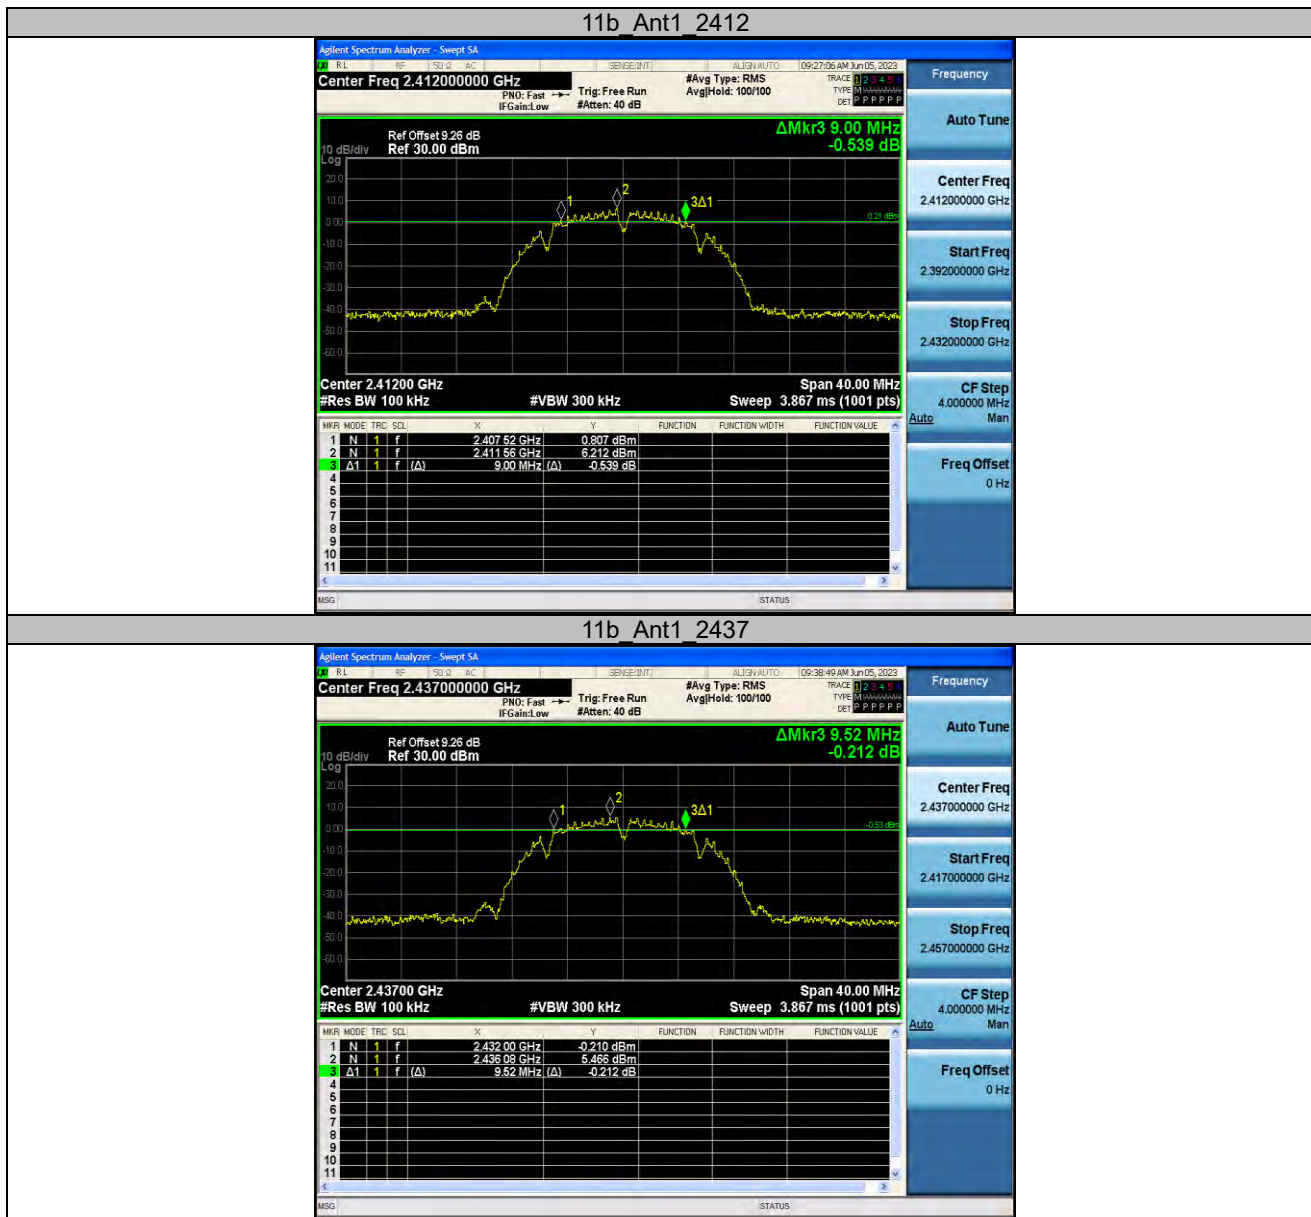 11b_Ant1_2412
Agilent Spectrum Analyzer - Swept SA
RL RF 50 Ω AC SENSE:INT ALIGN AUTO 09:27:06 AM Jun 05, 2023
Center Freq 2.412000000 GHz
PNO: Fast
IFGain:Low
Trig: Free Run
#Atten: 40 dB
#Avg Type: RMS
Avg|Hold: 100/100
TRACE 1 2 3 4 5
TYPE M
DET P P P P P P
Frequency
Auto Tune
Center Freq
2.412000000 GHz
Start Freq
2.392000000 GHz
Stop Freq
2.432000000 GHz
CF Step
4.000000 MHz
Auto Man
Freq Offset
0 Hz
ΔMkr3 9.00 MHz
-0.539 dB
Ref Offset 9.26 dB
10 dB/div Ref 30.00 dBm
Log
20.0
10.0
0.00
-10.0
-20.0
-30.0
-40.0
-50.0
-60.0
1
2
3Δ1
0.21 dBm
Center 2.41200 GHz Span 40.00 MHz
#Res BW 100 kHz #VBW 300 kHz Sweep 3.867 ms (1001 pts)
MKR MODE TRC SCL X Y FUNCTION FUNCTION WIDTH FUNCTION VALUE
1 N 1 f 2.407 52 GHz 0.807 dBm
2 N 1 f 2.411 56 GHz 6.212 dBm
3 Δ1 1 f (Δ) 9.00 MHz (Δ) -0.539 dB
4
5
6
7
8
9
10
11
MSG STATUS
11b_Ant1_2437
Agilent Spectrum Analyzer - Swept SA
RL RF 50 Ω AC SENSE:INT ALIGN AUTO 09:38:49 AM Jun 05, 2023
Center Freq 2.437000000 GHz
PNO: Fast
IFGain:Low
Trig: Free Run
#Atten: 40 dB
#Avg Type: RMS
Avg|Hold: 100/100
TRACE 1 2 3 4 5
TYPE M
DET P P P P P P
Frequency
Auto Tune
Center Freq
2.437000000 GHz
Start Freq
2.417000000 GHz
Stop Freq
2.457000000 GHz
CF Step
4.000000 MHz
Auto Man
Freq Offset
0 Hz
ΔMkr3 9.52 MHz
-0.212 dB
Ref Offset 9.26 dB
10 dB/div Ref 30.00 dBm
Log
20.0
10.0
0.00
-10.0
-20.0
-30.0
-40.0
-50.0
-60.0
1
2
3Δ1
-0.53 dBm
Center 2.43700 GHz Span 40.00 MHz
#Res BW 100 kHz #VBW 300 kHz Sweep 3.867 ms (1001 pts)
MKR MODE TRC SCL X Y FUNCTION FUNCTION WIDTH FUNCTION VALUE
1 N 1 f 2.432 00 GHz -0.210 dBm
2 N 1 f 2.436 08 GHz 5.466 dBm
3 Δ1 1 f (Δ) 9.52 MHz (Δ) -0.212 dB
4
5
6
7
8
9
10
11
MSG STATUS